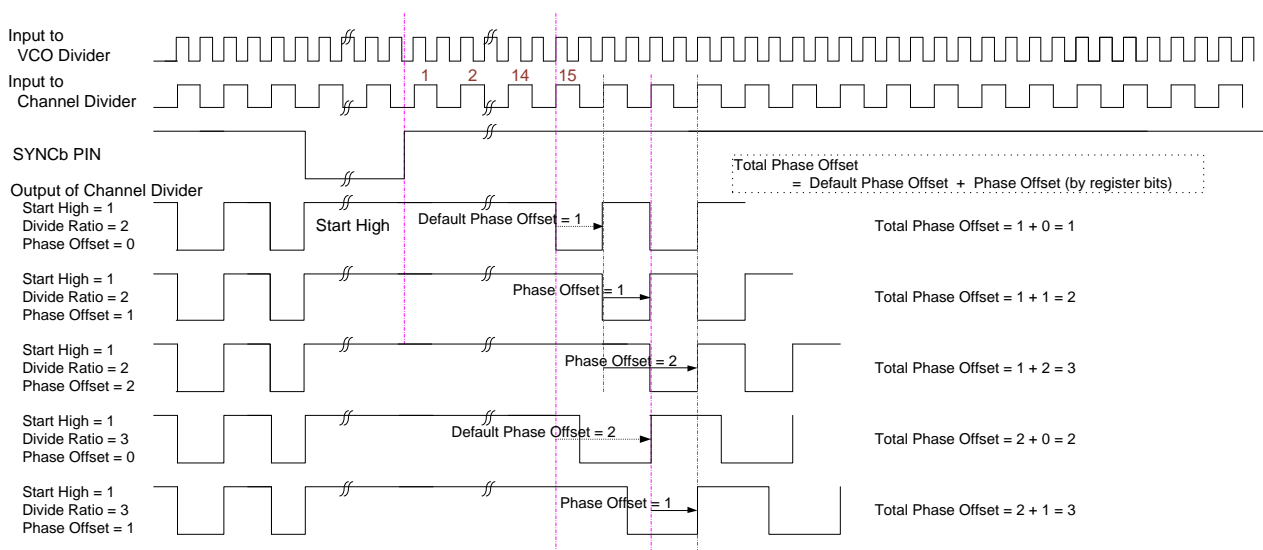 Input to
VCO Divider
Input to
Channel Divider
1 2 14 15
SYNCb PIN
Total Phase Offset
= Default Phase Offset + Phase Offset (by register bits)
Output of Channel Divider
Start High = 1
Divide Ratio = 2
Phase Offset = 0
Start High
Default Phase Offset = 1
Total Phase Offset = 1 + 0 = 1
Start High = 1
Divide Ratio = 2
Phase Offset = 1
Phase Offset = 1
Total Phase Offset = 1 + 1 = 2
Start High = 1
Divide Ratio = 2
Phase Offset = 2
Phase Offset = 2
Total Phase Offset = 1 + 2 = 3
Start High = 1
Divide Ratio = 3
Phase Offset = 0
Default Phase Offset = 2
Total Phase Offset = 2 + 0 = 2
Start High = 1
Divide Ratio = 3
Phase Offset = 1
Phase Offset = 1
Total Phase Offset = 2 + 1 = 3